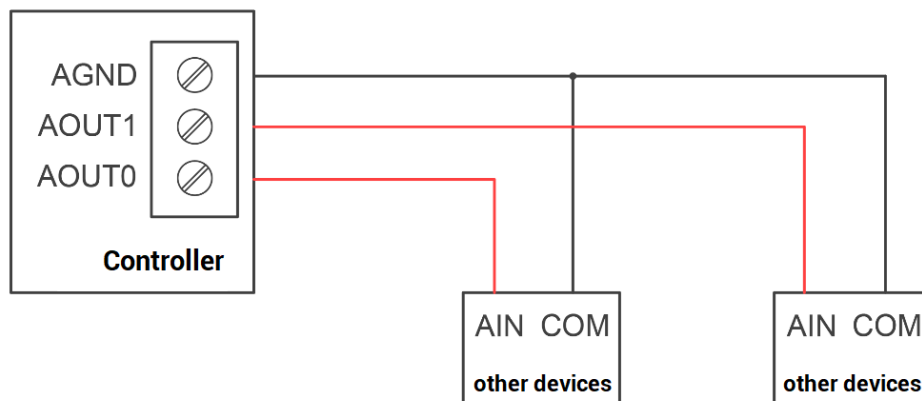 AGND
AOUT1
AOUT0
Controller
AIN COM
other devices
AIN COM
other devices